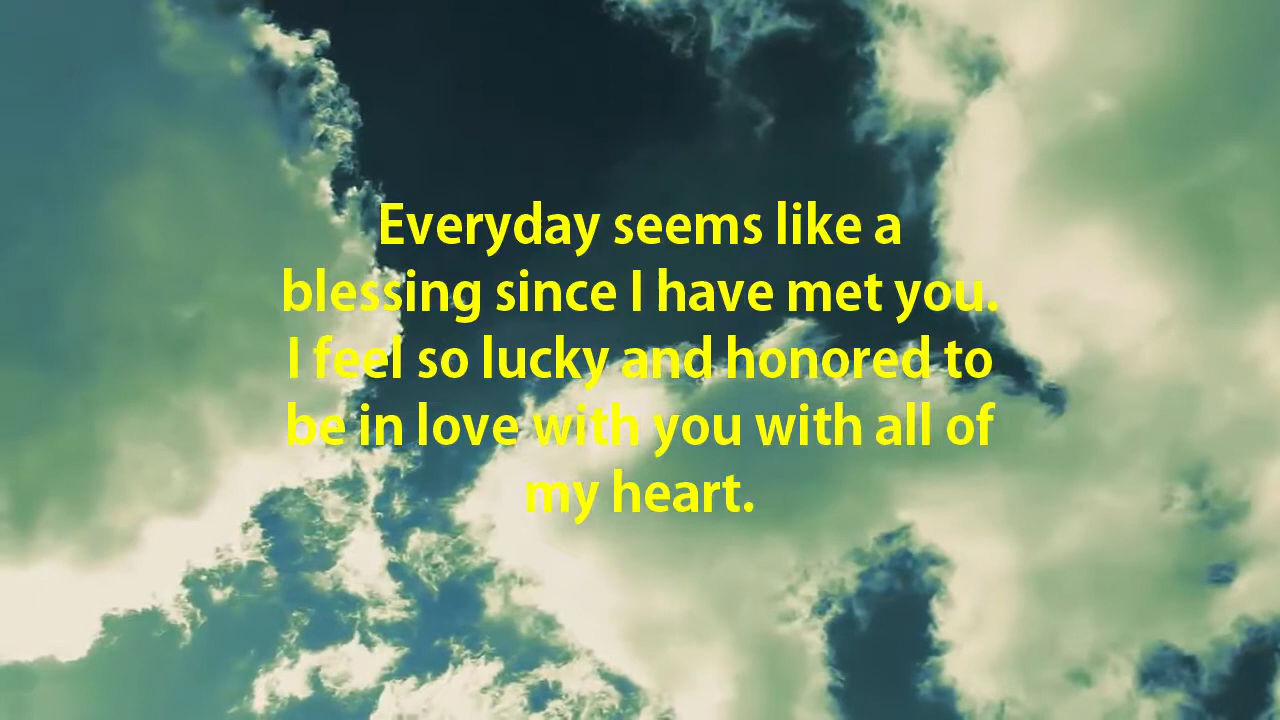 Everyday seems like a
blessing since I have met you.
I feel so lucky and honored to
be in love with you with all of
my heart.